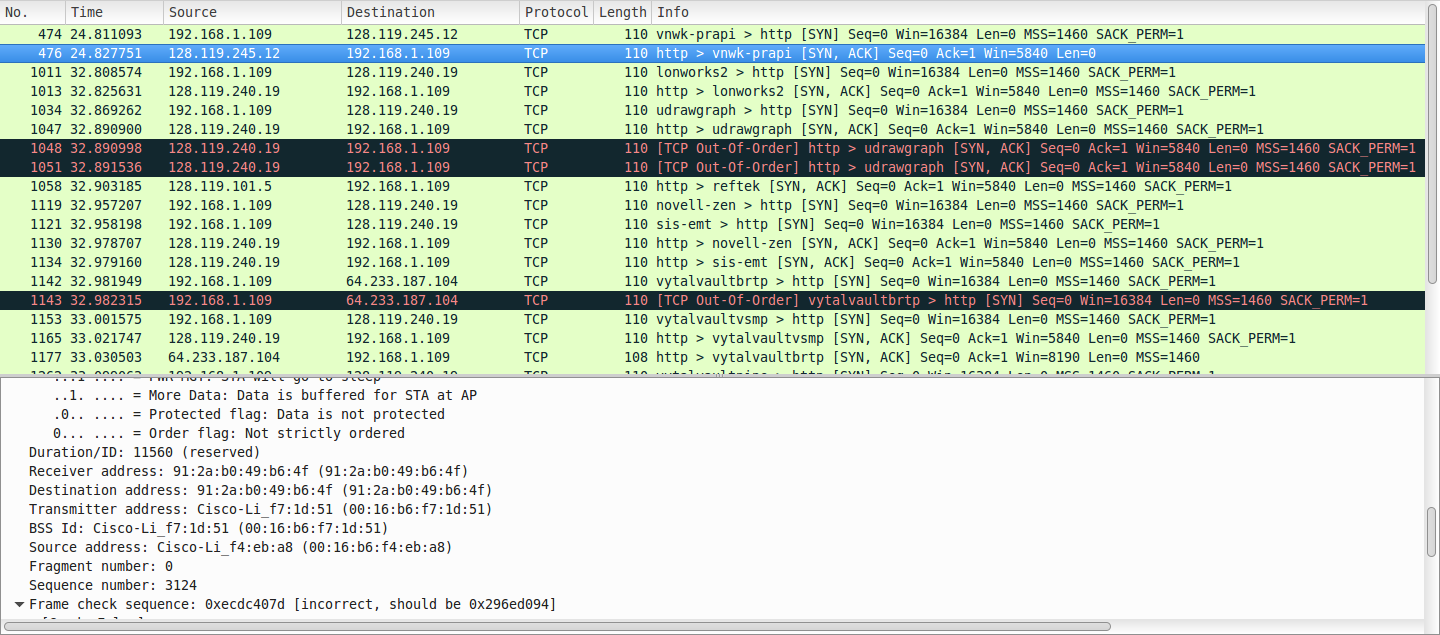 No. Time Source Destination Protocol Length Info
474 24.811093 192.168.1.109 128.119.245.12 TCP 110 vnwk-prapi > http [SYN] Seq=0 Win=16384 Len=0 MSS=1460 SACK_PERM=1
476 24.827751 128.119.245.12 192.168.1.109 TCP 110 http > vnwk-prapi [SYN, ACK] Seq=0 Ack=1 Win=5840 Len=0
1011 32.808574 192.168.1.109 128.119.240.19 TCP 110 lonworks2 > http [SYN] Seq=0 Win=16384 Len=0 MSS=1460 SACK_PERM=1
1013 32.825631 128.119.240.19 192.168.1.109 TCP 110 http > lonworks2 [SYN, ACK] Seq=0 Ack=1 Win=5840 Len=0 MSS=1460 SACK_PERM=1
1034 32.869262 192.168.1.109 128.119.240.19 TCP 110 udrawgraph > http [SYN] Seq=0 Win=16384 Len=0 MSS=1460 SACK_PERM=1
1047 32.890900 128.119.240.19 192.168.1.109 TCP 110 http > udrawgraph [SYN, ACK] Seq=0 Ack=1 Win=5840 Len=0 MSS=1460 SACK_PERM=1
1048 32.890998 128.119.240.19 192.168.1.109 TCP 110 [TCP Out-Of-Order] http > udrawgraph [SYN, ACK] Seq=0 Ack=1 Win=5840 Len=0 MSS=1460 SACK_PERM=1
1051 32.891536 128.119.240.19 192.168.1.109 TCP 110 [TCP Out-Of-Order] http > udrawgraph [SYN, ACK] Seq=0 Ack=1 Win=5840 Len=0 MSS=1460 SACK_PERM=1
1058 32.903185 128.119.101.5 192.168.1.109 TCP 110 http > reftek [SYN, ACK] Seq=0 Ack=1 Win=5840 Len=0 MSS=1460 SACK_PERM=1
1119 32.957207 192.168.1.109 128.119.240.19 TCP 110 novell-zen > http [SYN] Seq=0 Win=16384 Len=0 MSS=1460 SACK_PERM=1
1121 32.958198 192.168.1.109 128.119.240.19 TCP 110 sis-emt > http [SYN] Seq=0 Win=16384 Len=0 MSS=1460 SACK_PERM=1
1130 32.978707 128.119.240.19 192.168.1.109 TCP 110 http > novell-zen [SYN, ACK] Seq=0 Ack=1 Win=5840 Len=0 MSS=1460 SACK_PERM=1
1134 32.979160 128.119.240.19 192.168.1.109 TCP 110 http > sis-emt [SYN, ACK] Seq=0 Ack=1 Win=5840 Len=0 MSS=1460 SACK_PERM=1
1142 32.981949 192.168.1.109 64.233.187.104 TCP 110 vytalvaultbrtp > http [SYN] Seq=0 Win=16384 Len=0 MSS=1460 SACK_PERM=1
1143 32.982315 192.168.1.109 64.233.187.104 TCP 110 [TCP Out-Of-Order] vytalvaultbrtp > http [SYN] Seq=0 Win=16384 Len=0 MSS=1460 SACK_PERM=1
1153 33.001575 192.168.1.109 128.119.240.19 TCP 110 vytalvaultvsmp > http [SYN] Seq=0 Win=16384 Len=0 MSS=1460 SACK_PERM=1
1165 33.021747 128.119.240.19 192.168.1.109 TCP 110 http > vytalvaultvsmp [SYN, ACK] Seq=0 Ack=1 Win=5840 Len=0 MSS=1460 SACK_PERM=1
1177 33.030503 64.233.187.104 192.168.1.109 TCP 108 http > vytalvaultbrtp [SYN, ACK] Seq=0 Ack=1 Win=8190 Len=0 MSS=1460
..1. .... = More Data: Data is buffered for STA at AP
.0.. .... = Protected flag: Data is not protected
0... .... = Order flag: Not strictly ordered
Duration/ID: 11560 (reserved)
Receiver address: 91:2a:b0:49:b6:4f (91:2a:b0:49:b6:4f)
Destination address: 91:2a:b0:49:b6:4f (91:2a:b0:49:b6:4f)
Transmitter address: Cisco-Li_f7:1d:51 (00:16:b6:f7:1d:51)
BSS Id: Cisco-Li_f7:1d:51 (00:16:b6:f7:1d:51)
Source address: Cisco-Li_f4:eb:a8 (00:16:b6:f4:eb:a8)
Fragment number: 0
Sequence number: 3124
Frame check sequence: 0xecdc407d [incorrect, should be 0x296ed094]